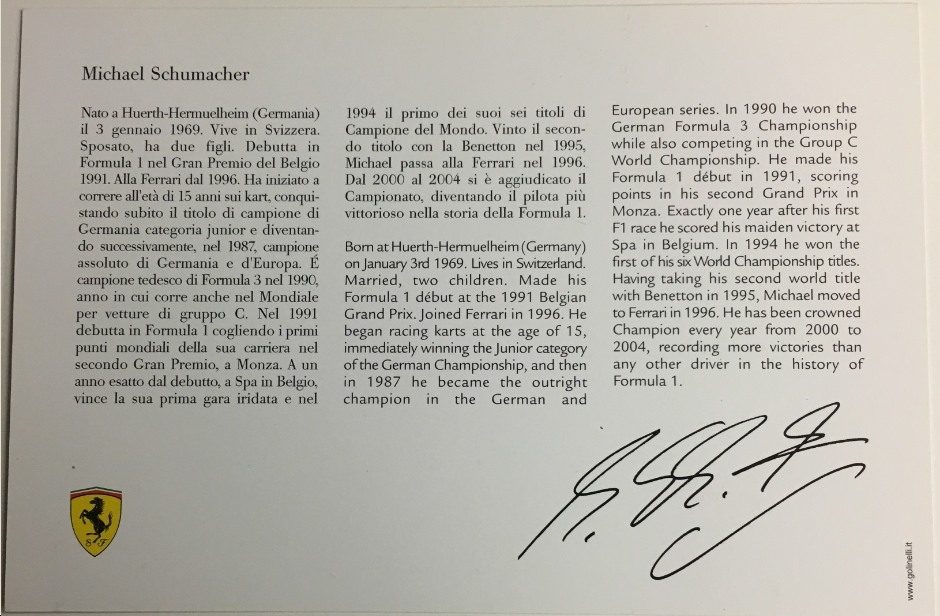 Michael Schumacher
Nato a Huerth-Hermuelheim (Germania)
il 3 gennaio 1969. Vive in Svizzera.
Sposato, ha due figli. Debutta in
Formula 1 nel Gran Premio del Belgio
1991. Alla Ferrari dal 1996. Ha iniziato a
correre all'età di 15 anni sui kart, conqui-
stando subito il titolo di campione di
Germania categoria junior e diventan-
do successivamente, nel 1987, campione
assoluto di Germania e d'Europa. É
campione tedesco di Formula 3 nel 1990,
anno in cui corre anche nel Mondiale
per vetture di gruppo C. Nel 1991
debutta in Formula 1 cogliendo i primi
punti mondiali della sua carriera nel
secondo Gran Premio, a Monza. A un
anno esatto dal debutto, a Spa in Belgio,
vince la sua prima gara iridata e nel
1994 il primo dei suoi sei titoli di
Campione del Mondo. Vinto il secon-
do titolo con la Benetton nel 1995,
Michael passa alla Ferrari nel 1996.
Dal 2000 al 2004 si è aggiudicato il
Campionato, diventando il pilota più
vittorioso nella storia della Formula 1.
Born at Huerth-Hermuelheim (Germany)
on January 3rd 1969. Lives in Switzerland.
Married, two children. Made his
Formula 1 début at the 1991 Belgian
Grand Prix. Joined Ferrari in 1996. He
began racing karts at the age of 15,
immediately winning the Junior category
of the German Championship, and then
in 1987 he became the outright
champion in the German and
European series. In 1990 he won the
German Formula 3 Championship
while also competing in the Group C
World Championship. He made his
Formula 1 début in 1991, scoring
points in his second Grand Prix in
Monza. Exactly one year after his first
F1 race he scored his maiden victory at
Spa in Belgium. In 1994 he won the
first of his six World Championship titles.
Having taking his second world title
with Benetton in 1995, Michael moved
to Ferrari in 1996. He has been crowned
Champion every year from 2000 to
2004, recording more victories than
any other driver in the history of
Formula 1.
S F
www.golinelli.it